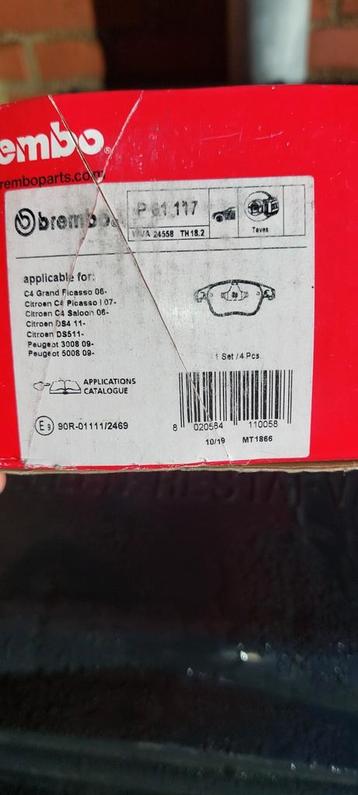 embo
remboparts.com
brembo
P 61 117
WVA 24558 TH 18.2
Teves
applicable for:
C4 Grand Picasso 06-
Citroen C4 Picasso I 07-
Citroen C4 Saloon 06-
Citroen DS4 11-
Citroen DS511-
Peugeot 3008 09-
Peugeot 5008 09-
1 Set / 4 Pcs.
APPLICATIONS
CATALOGUE
E9 90R-01111/2469
8 020584 110058
10/19 MT1866